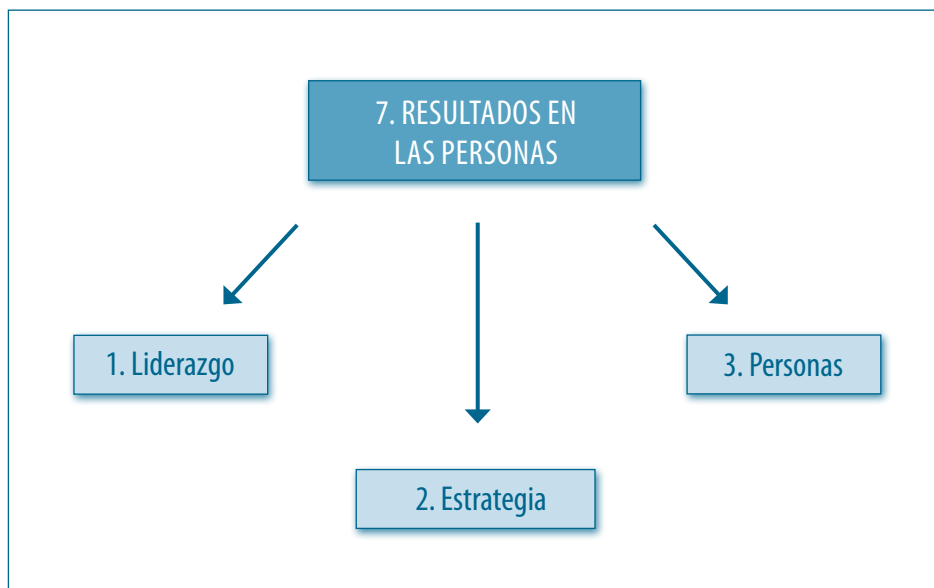 7. RESULTADOS EN
LAS PERSONAS
1. Liderazgo
3. Personas
2. Estrategia